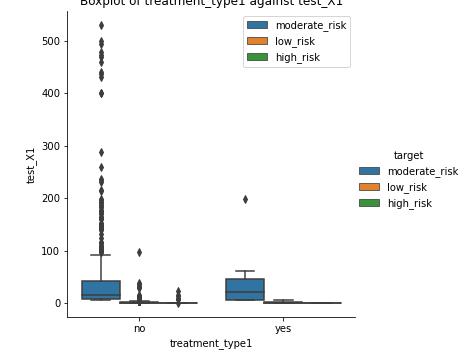 Boxplot of treatment_type1 against test_X1
moderate_risk
low_risk
high_risk
500
400
300
200
100
0
test_X1
no
yes
treatment_type1
target
moderate_risk
low_risk
high_risk